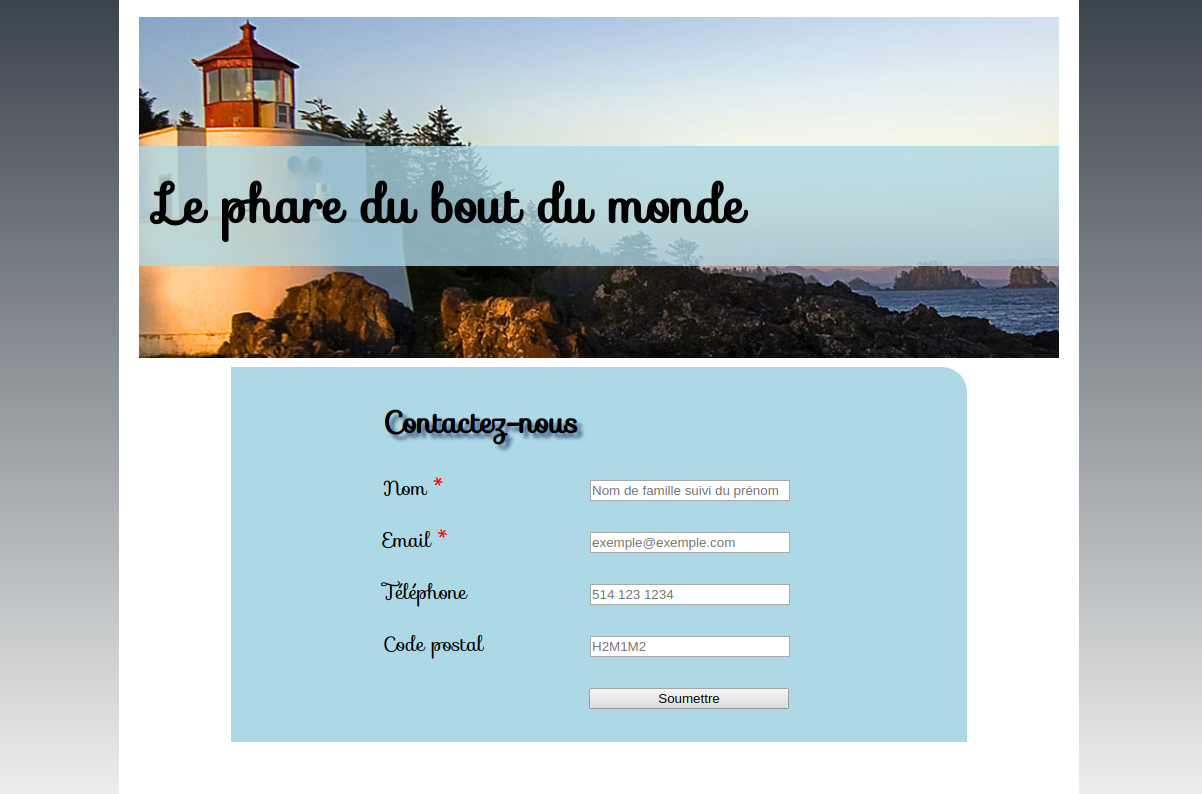 Le phare du bout du monde
Contactez-nous
Nom * Nom de famille suivi du prénom
Email * exemple@exemple.com
Téléphone 514 123 1234
Code postal H2M1M2
Soumettre